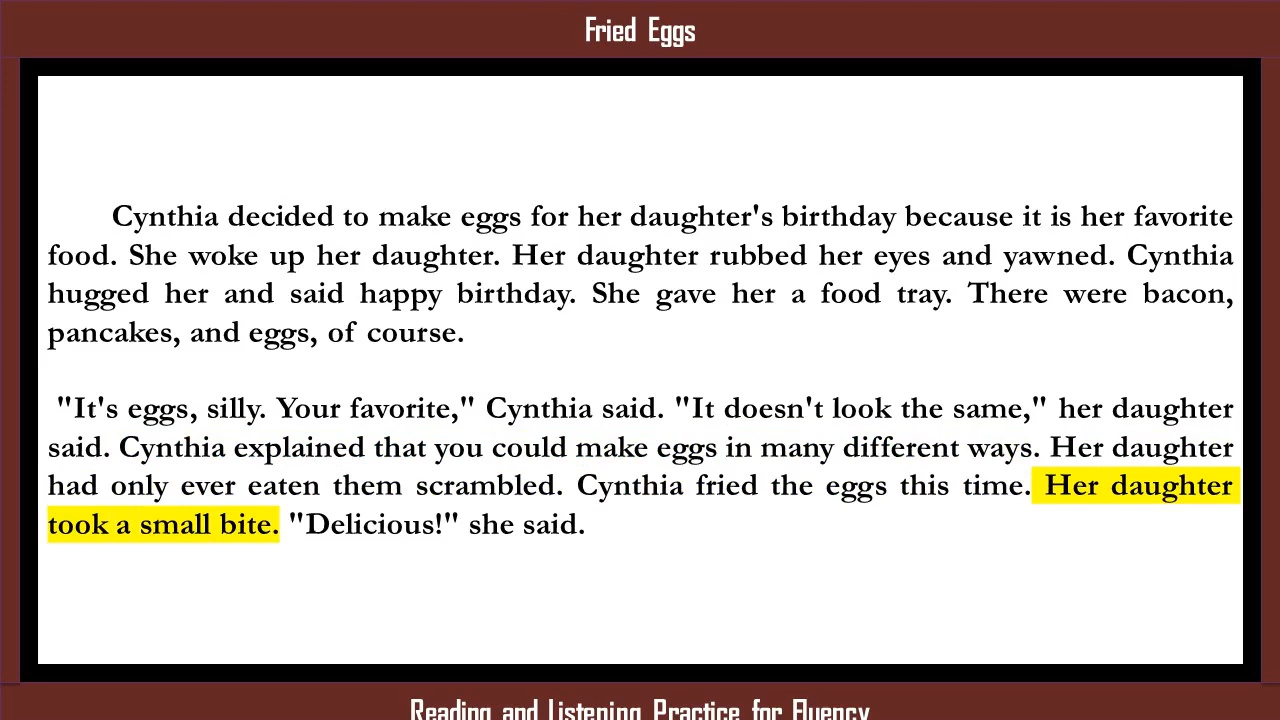 Fried Eggs
Cynthia decided to make eggs for her daughter's birthday because it is her favorite
food. She woke up her daughter. Her daughter rubbed her eyes and yawned. Cynthia
hugged her and said happy birthday. She gave her a food tray. There were bacon,
pancakes, and eggs, of course.
"It's eggs, silly. Your favorite," Cynthia said. "It doesn't look the same," her daughter
said. Cynthia explained that you could make eggs in many different ways. Her daughter
had only ever eaten them scrambled. Cynthia fried the eggs this time. Her daughter
took a small bite. "Delicious!" she said.
Reading and Listening Practice for Fluency